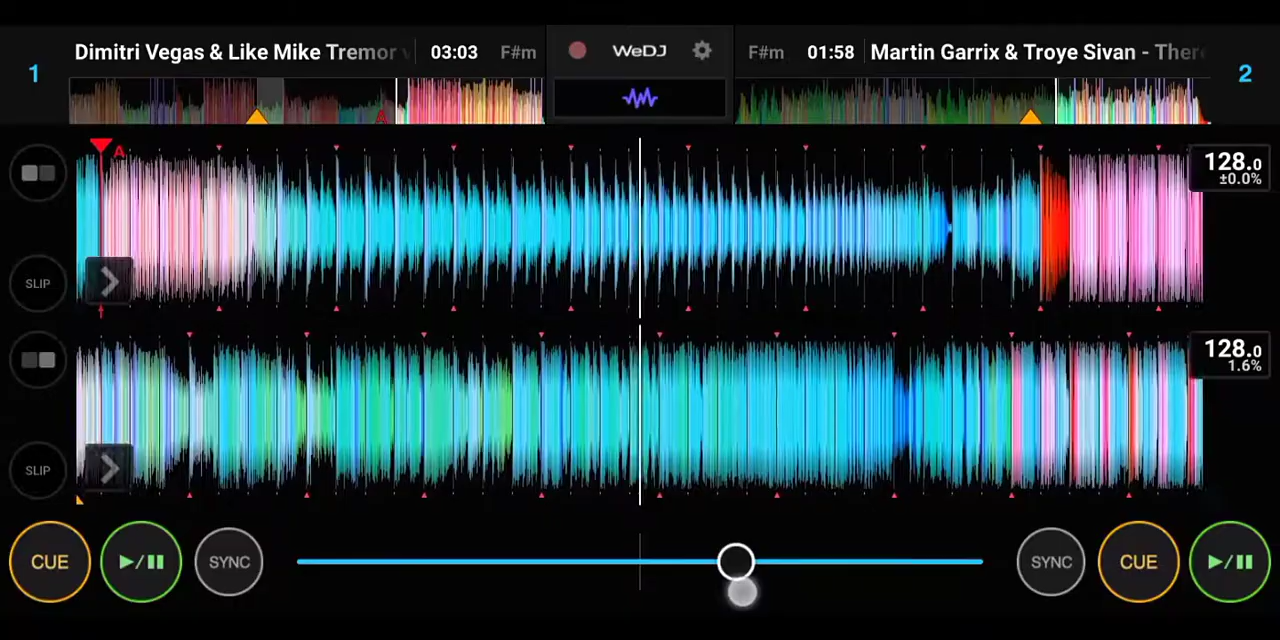 1
Dimitri Vegas & Like Mike Tremor
03:03
F#m
WeDJ
F#m
01:58
Martin Garrix & Troye Sivan - Ther
2
A
A
128.0
±0.0%
SLIP
128.0
1.6%
SLIP
CUE
SYNC
SYNC
CUE